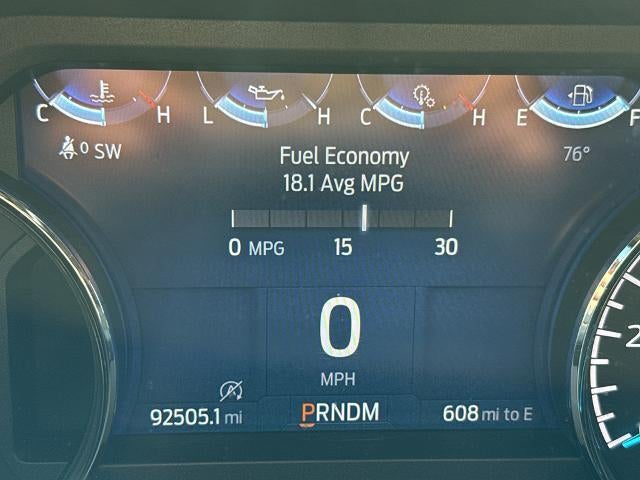 C H L H C H E F
0 SW
76°
Fuel Economy
18.1 Avg MPG
0 MPG 15 30
0
MPH
A
92505.1 mi
PRNDM
608 mi to E
2